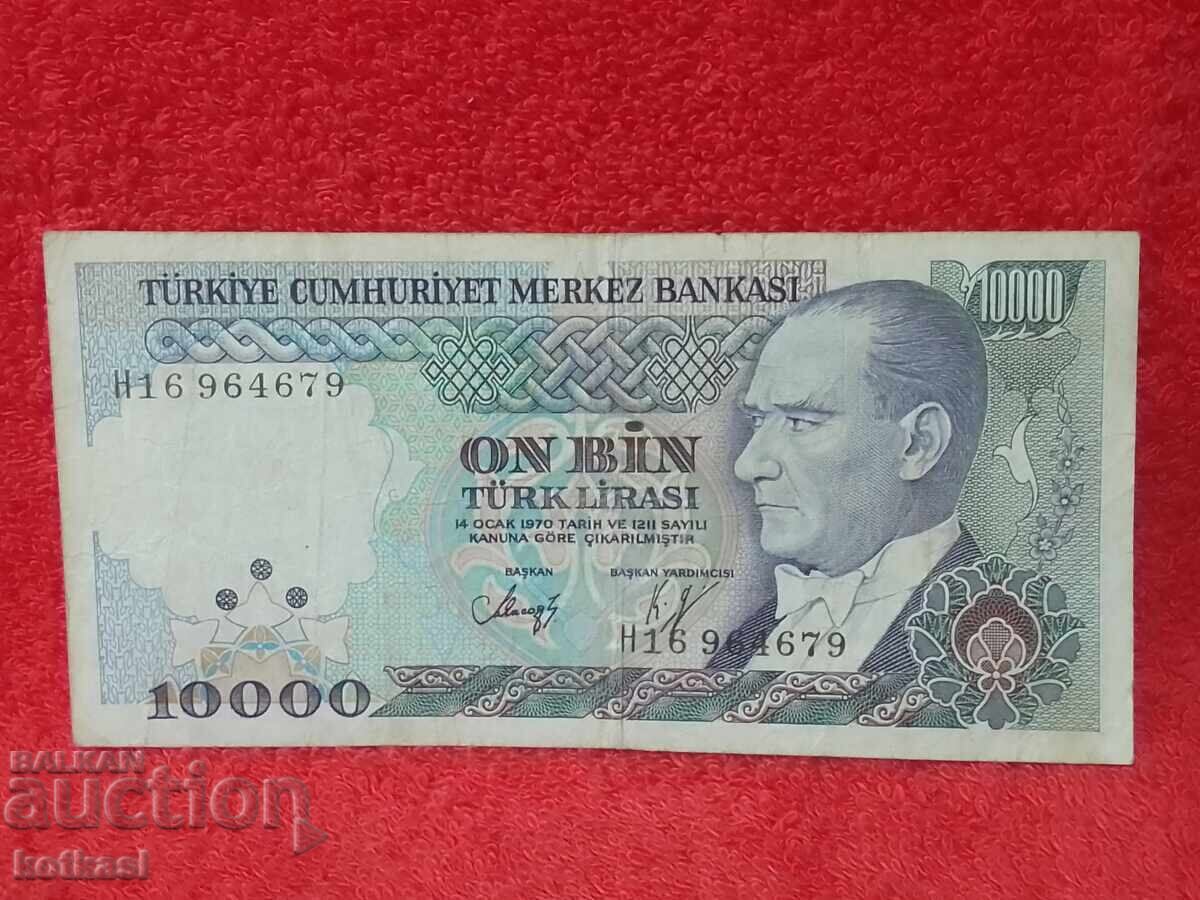 TÜRKİYE CUMHURİYET MERKEZ BANKASI
10000
H16 964679
ON BİN
TÜRK LİRASI
14 OCAK 1970 TARİH VE 1211 SAYILI
KANUNA GÖRE ÇIKARILMIŞTIR
BAŞKAN BAŞKAN YARDIMCISI
H16 964679
10000
BALKAN
auction
kotkasl